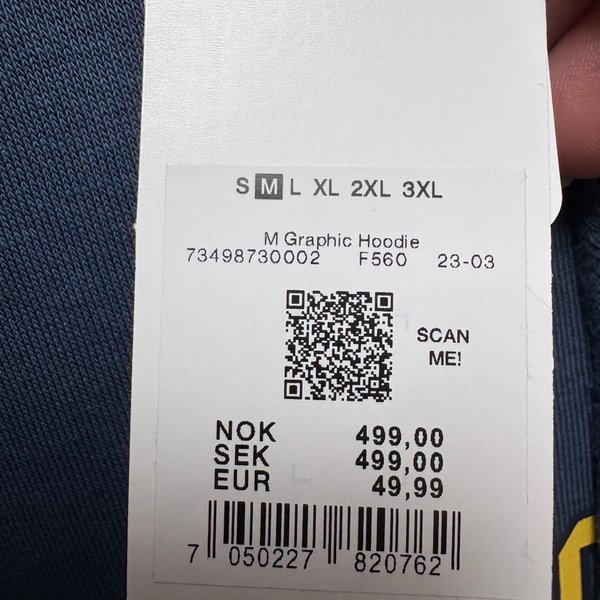 S M L XL 2XL 3XL
M Graphic Hoodie
73498730002 F560 23-03
SCAN
ME!
NOK 499,00
SEK 499,00
EUR 49,99
7 050227 820762